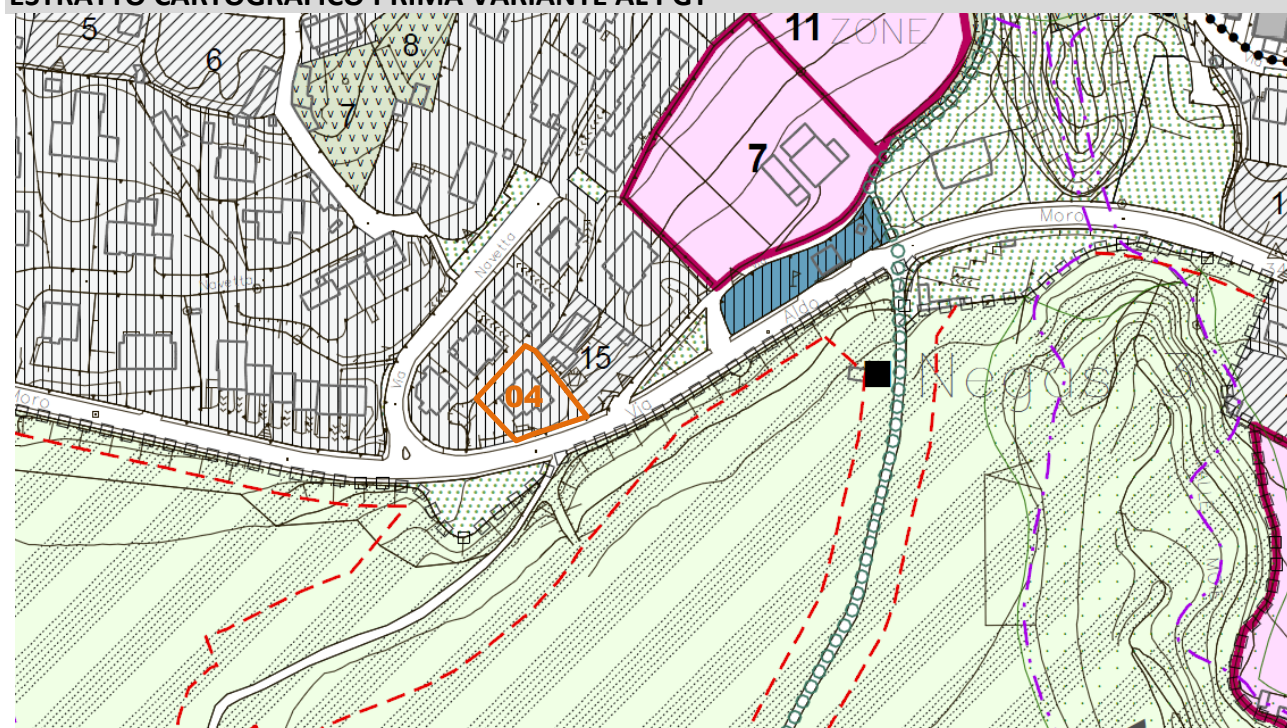 ESTRATTO CARTOGRAFICO PRIMA VARIANTE AL PGT
5
6
8
7
11
ZONE
7
Moro
Via
Navetta
Navetta
Aldo
15
04
Via
Via
Moro